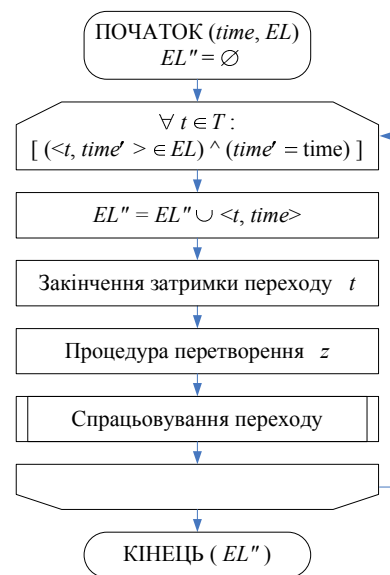 ПОЧАТОК (time, EL)
EL″ = ∅
∀ t ∈ T :
[ (<t, time′ > ∈ EL) ^ (time′ = time) ]
EL″ = EL″ ∪ <t, time>
Закінчення затримки переходу t
Процедура перетворення z
Спрацьовування переходу
КІНЕЦЬ ( EL″ )